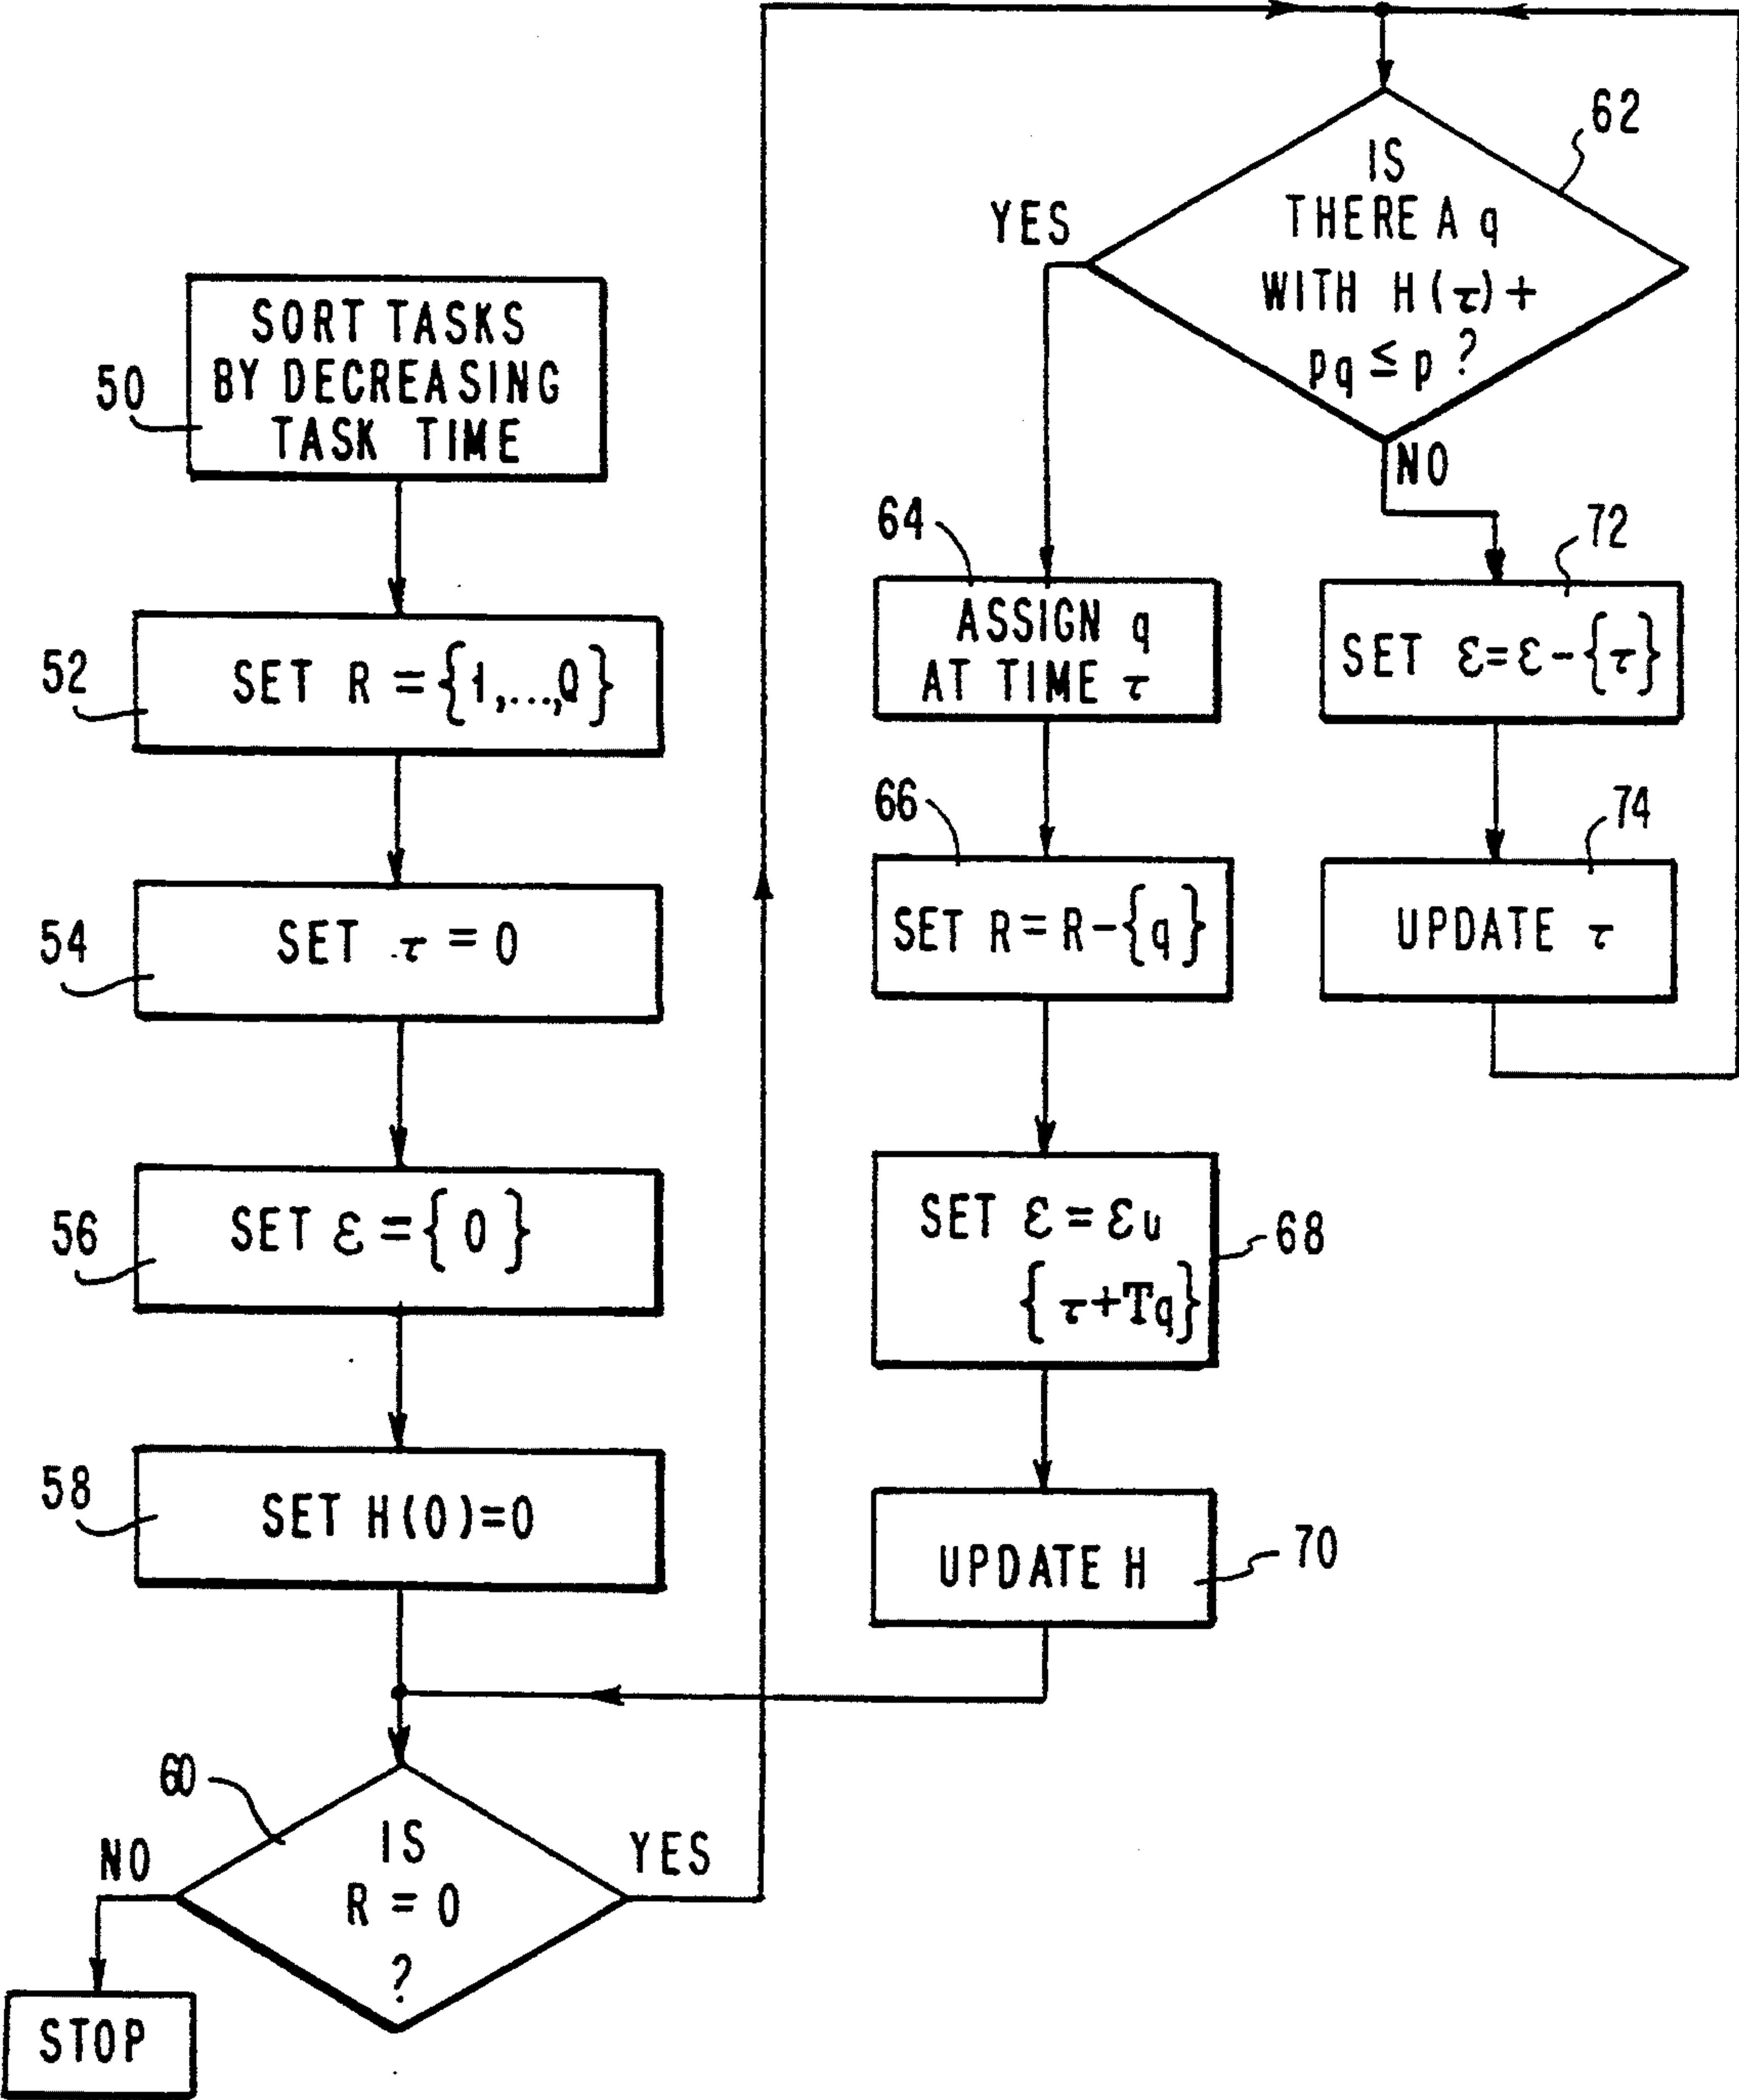 SORT TASKS
BY DECREASING
TASK TIME
50
SET R = {1,...,Q}
52
SET τ = 0
54
SET ε = { 0 }
56
SET H(0)=0
58
60
IS
R = 0
?
NO
YES
STOP
62
IS
THERE A q
WITH H(τ)+
pq ≤ p ?
YES
NO
64
ASSIGN q
AT TIME τ
66
SET R = R-{q}
SET ε = ε∪
{ τ+Tq}
68
UPDATE H
70
72
SET ε=ε-{τ}
74
UPDATE τ